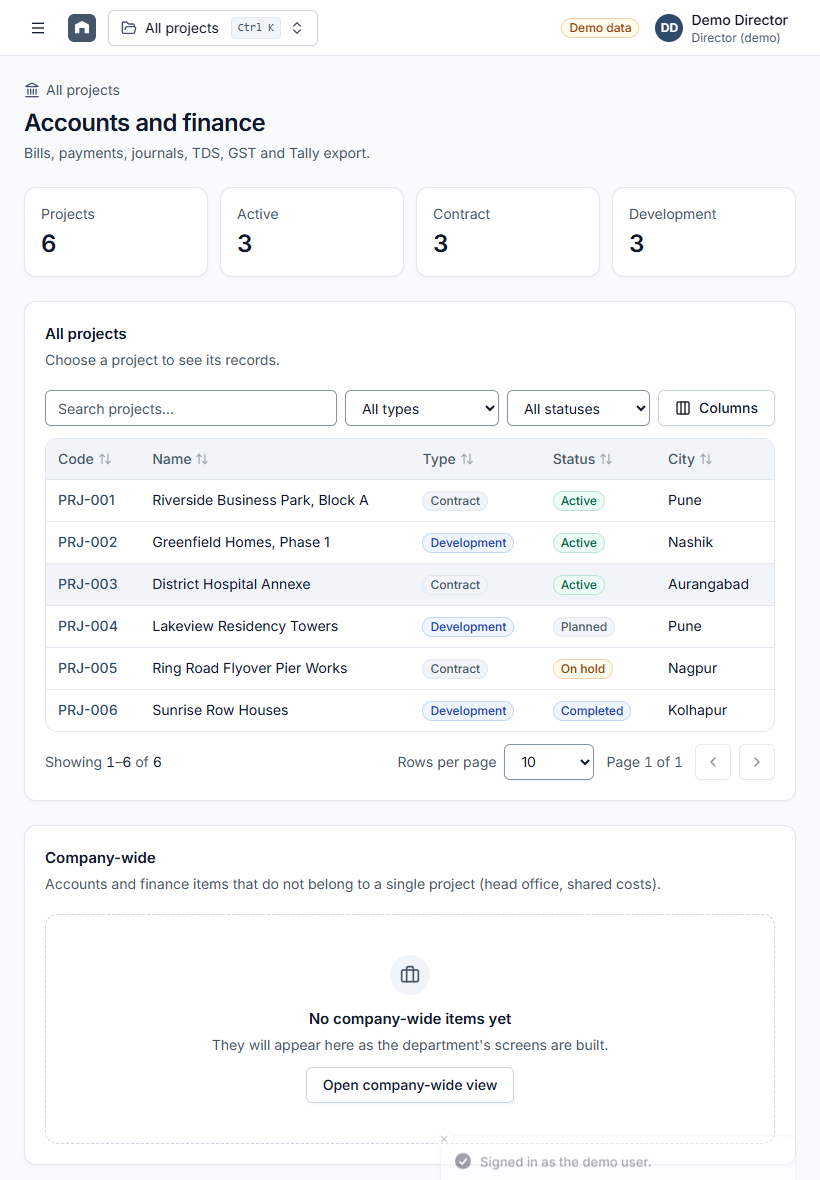 All projects Ctrl K
Demo data
DD
Demo Director
Director (demo)
All projects
Accounts and finance
Bills, payments, journals, TDS, GST and Tally export.
Projects
6
Active
3
Contract
3
Development
3
All projects
Choose a project to see its records.
Search projects... All types All statuses Columns
Code Name Type Status City
PRJ-001 Riverside Business Park, Block A Contract Active Pune
PRJ-002 Greenfield Homes, Phase 1 Development Active Nashik
PRJ-003 District Hospital Annexe Contract Active Aurangabad
PRJ-004 Lakeview Residency Towers Development Planned Pune
PRJ-005 Ring Road Flyover Pier Works Contract On hold Nagpur
PRJ-006 Sunrise Row Houses Development Completed Kolhapur
Showing 1–6 of 6 Rows per page 10 Page 1 of 1
Company-wide
Accounts and finance items that do not belong to a single project (head office, shared costs).
No company-wide items yet
They will appear here as the department's screens are built.
Open company-wide view
Signed in as the demo user.